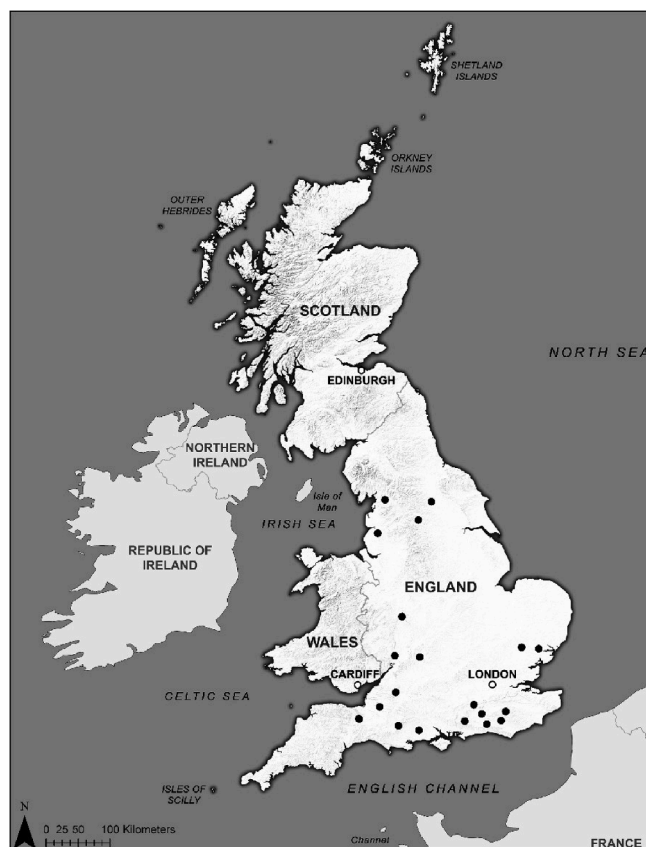 SHETLAND
ISLANDS
ORKNEY
ISLANDS
OUTER
HEBRIDES
SCOTLAND
NORTH SEA
EDINBURGH
NORTHERN
IRELAND
Isle of
Man
IRISH SEA
REPUBLIC OF
IRELAND
ENGLAND
WALES
CARDIFF
LONDON
CELTIC SEA
ISLES OF
SCILLY
ENGLISH CHANNEL
N
0 25 50 100 Kilometers
Channel
FRANCE